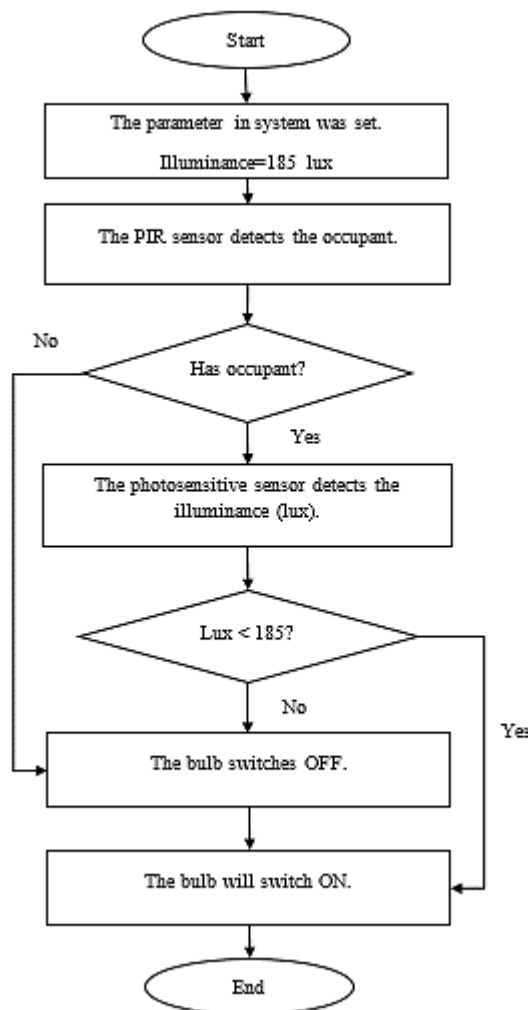 Start
The parameter in system was set.
Illuminance=185 lux
The PIR sensor detects the occupant.
No
Has occupant?
Yes
The photosensitive sensor detects the
illuminance (lux).
Lux < 185?
No
Yes
The bulb switches OFF.
The bulb will switch ON.
End